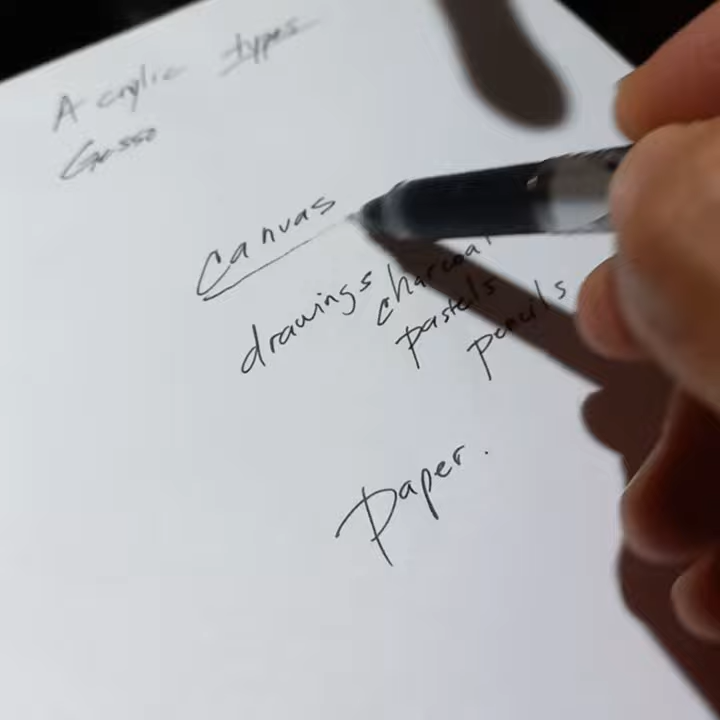 Acrylic types
Gesso
Canvas
drawings charcoal
pastels
pencils
Paper.